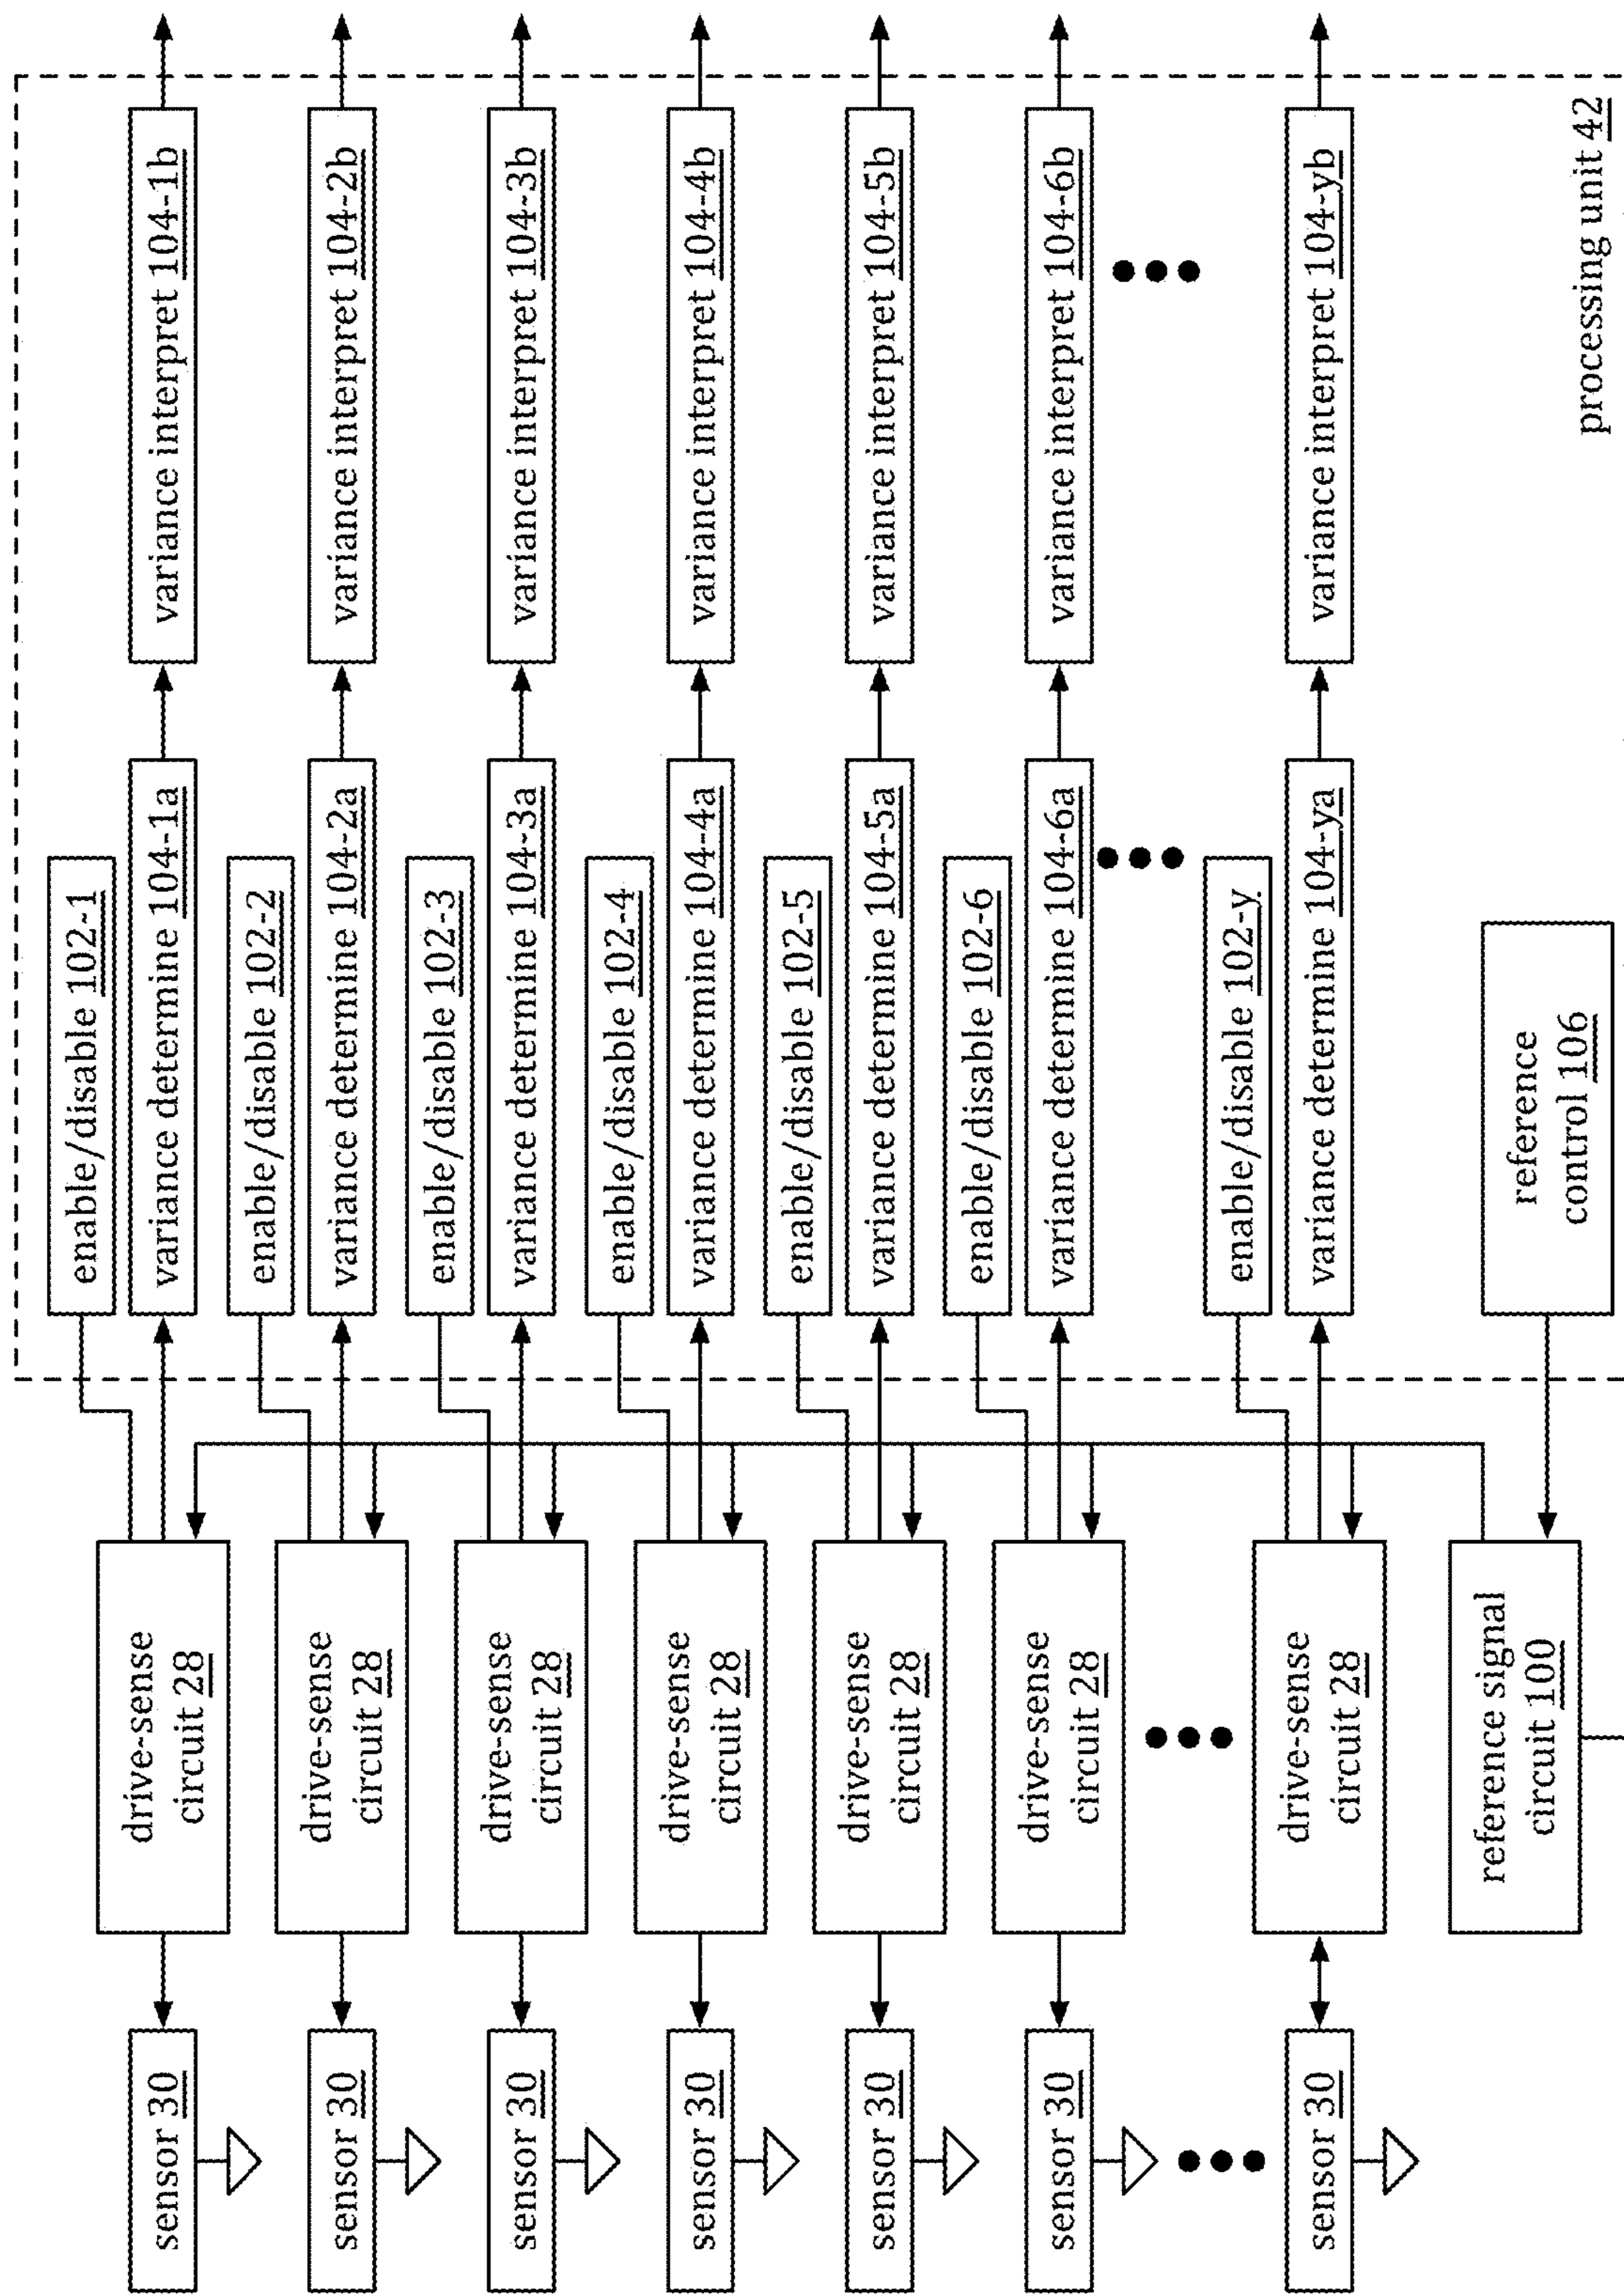 enable/disable 102-1
sensor 30
drive-sense
circuit 28
variance determine 104-1a
variance interpret 104-1b
enable/disable 102-2
sensor 30
drive-sense
circuit 28
variance determine 104-2a
variance interpret 104-2b
enable/disable 102-3
sensor 30
drive-sense
circuit 28
variance determine 104-3a
variance interpret 104-3b
enable/disable 102-4
sensor 30
drive-sense
circuit 28
variance determine 104-4a
variance interpret 104-4b
enable/disable 102-5
sensor 30
drive-sense
circuit 28
variance determine 104-5a
variance interpret 104-5b
enable/disable 102-6
sensor 30
drive-sense
circuit 28
variance determine 104-6a
variance interpret 104-6b
enable/disable 102-y
sensor 30
drive-sense
circuit 28
variance determine 104-ya
variance interpret 104-yb
reference signal
circuit 100
reference
control 106
processing unit 42